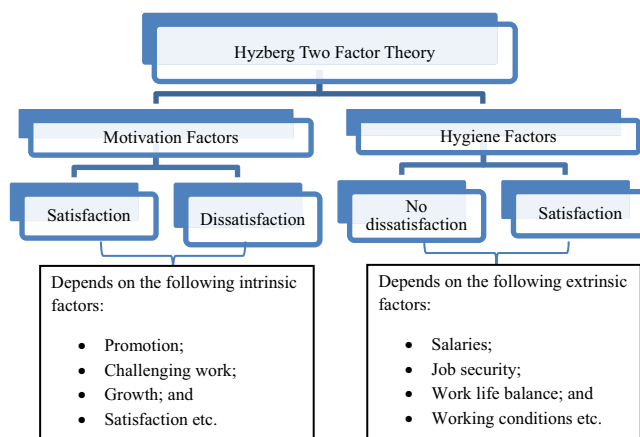 Hyzberg Two Factor Theory
Motivation Factors
Hygiene Factors
Satisfaction
Dissatisfaction
No
dissatisfaction
Satisfaction
Depends on the following intrinsic
factors:
• Promotion;
• Challenging work;
• Growth; and
• Satisfaction etc.
Depends on the following extrinsic
factors:
• Salaries;
• Job security;
• Work life balance; and
• Working conditions etc.